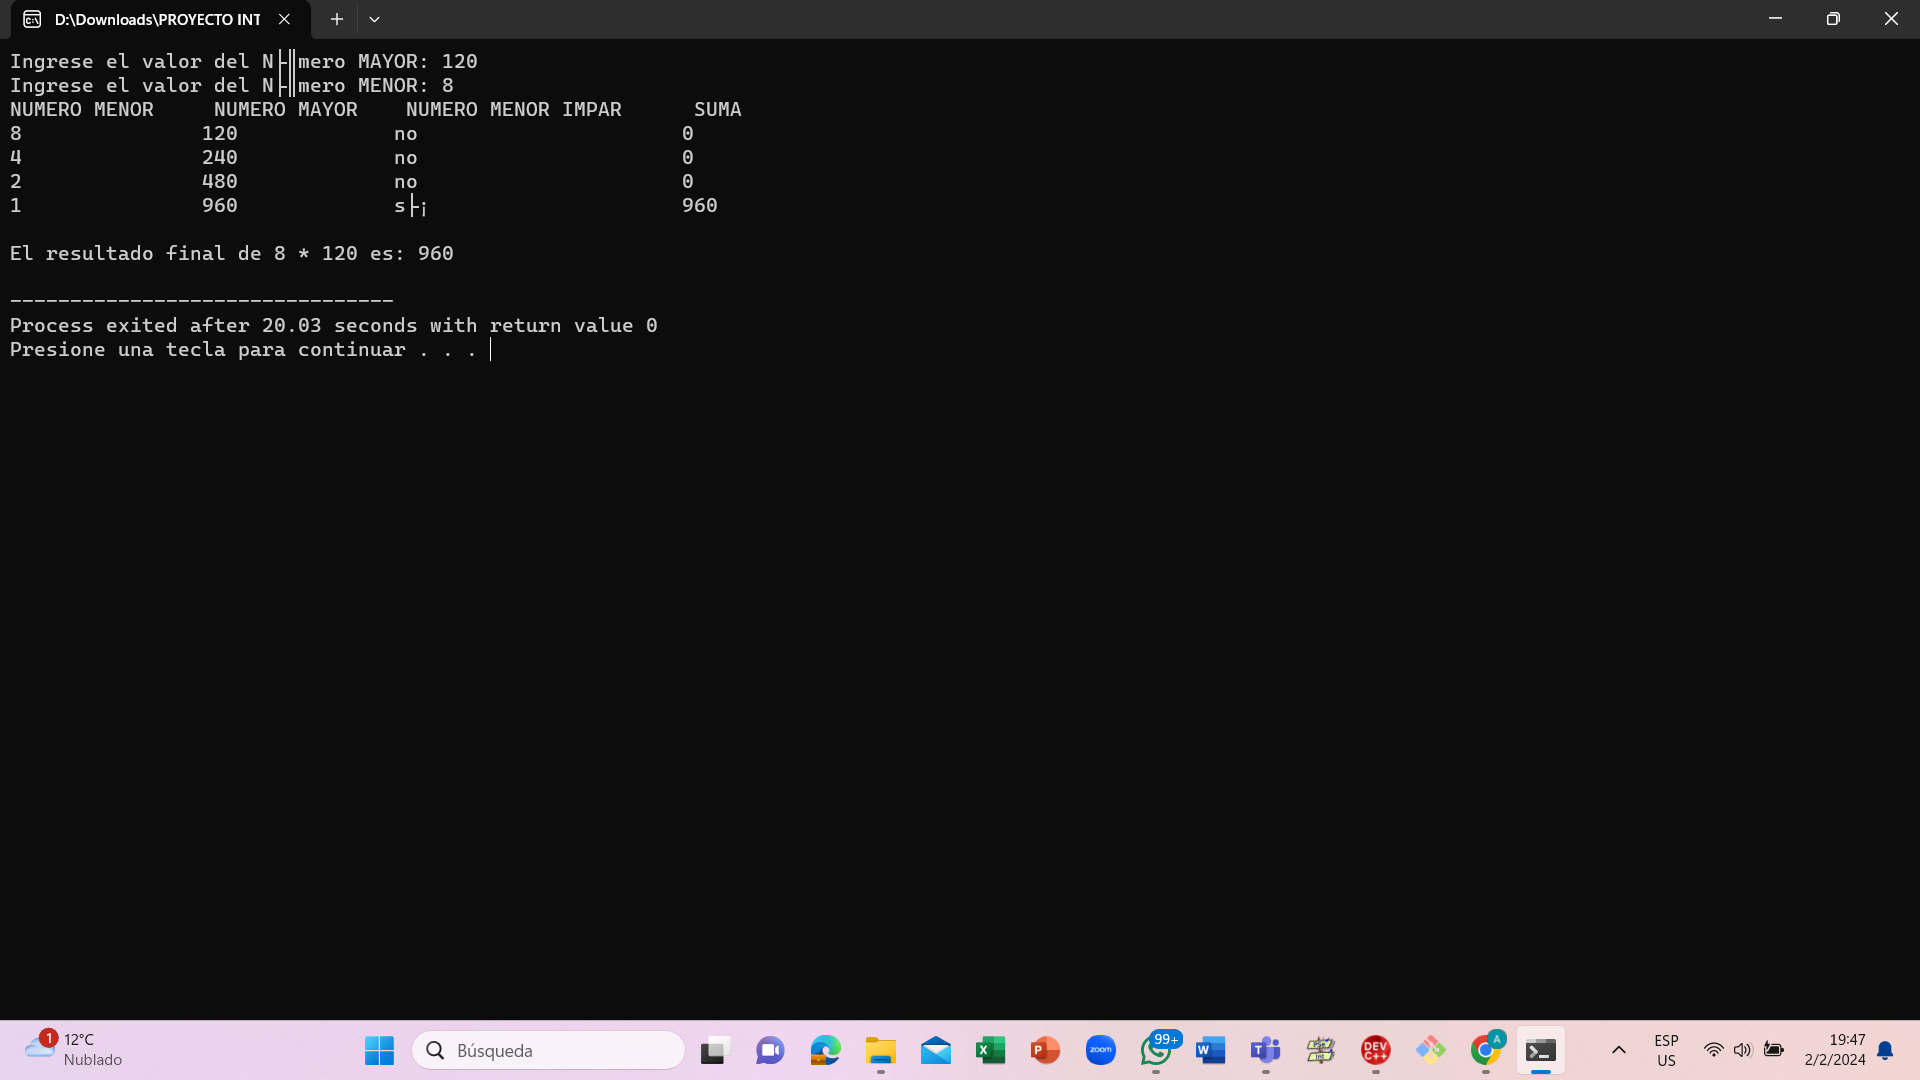 D:\Downloads\PROYECTO INT
Ingrese el valor del N├║mero MAYOR: 120
Ingrese el valor del N├║mero MENOR: 8
NUMERO MENOR     NUMERO MAYOR    NUMERO MENOR IMPAR      SUMA
8               120             no                      0
4               240             no                      0
2               480             no                      0
1               960             s├¡                     960
El resultado final de 8 * 120 es: 960
--------------------------------
Process exited after 20.03 seconds with return value 0
Presione una tecla para continuar . . .
1
12°C
Nublado
Búsqueda
zoom
99+
DEV C++
A
ESP
US
19:47
2/2/2024